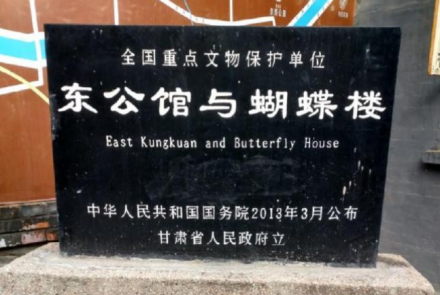 全国重点文物保护单位
东公馆与蝴蝶楼
East Kungkuan and Butterfly House
中华人民共和国国务院2013年3月公布
甘肃省人民政府立